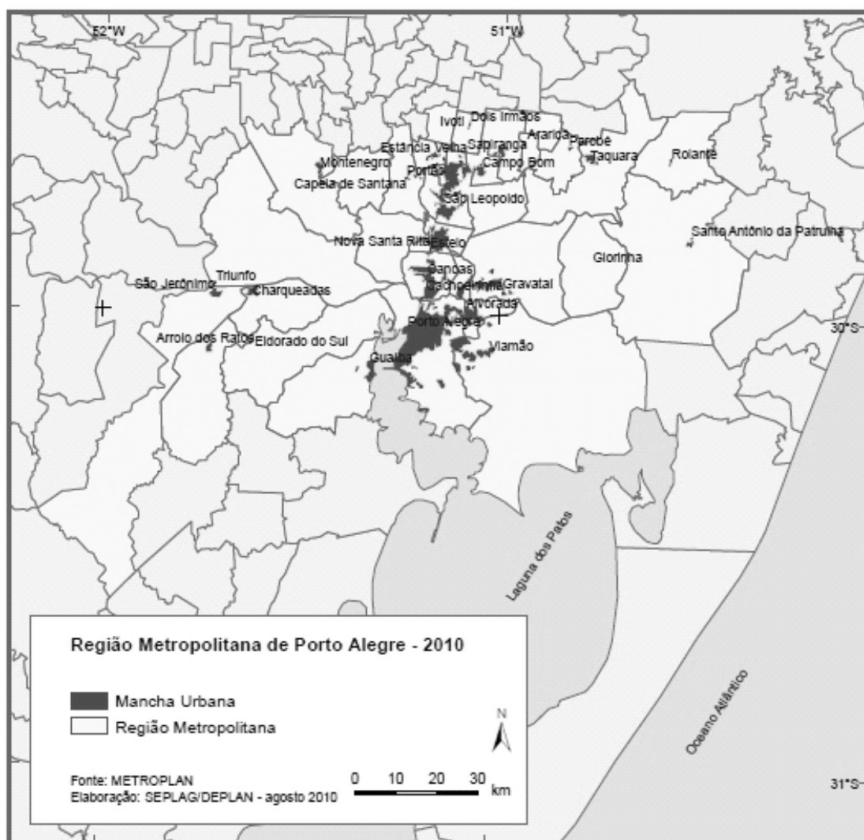 52°W
51°W
Ivoti
Dois Irmãos
Estância Velha
Sapiranga
Araricá
Parobé
Montenegro
Portão
Campo Bom
Taquara
Rolante
Capela de Santana
São Leopoldo
Nova Santa Rita
Esteio
Santo Antônio da Patrulha
Glorinha
Canoas
São Jerônimo
Triunfo
Charqueadas
Cachoeirinha
Gravataí
Alvorada
Porto Alegre
30°S
Arroio dos Ratos
Eldorado do Sul
Guaíba
Viamão
Laguna dos Patos
Oceano Atlântico
Região Metropolitana de Porto Alegre - 2010
Mancha Urbana
Região Metropolitana
N
Fonte: METROPLAN
Elaboração: SEPLAG/DEPLAN - agosto 2010
0 10 20 30
km
31°S